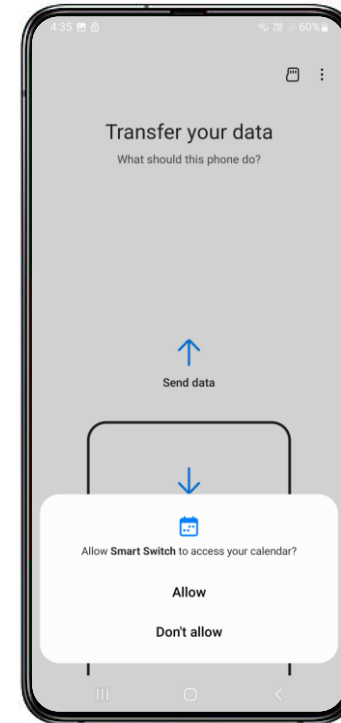 4:35
60%
Transfer your data
What should this phone do?
Send data
Allow Smart Switch to access your calendar?
Allow
Don't allow